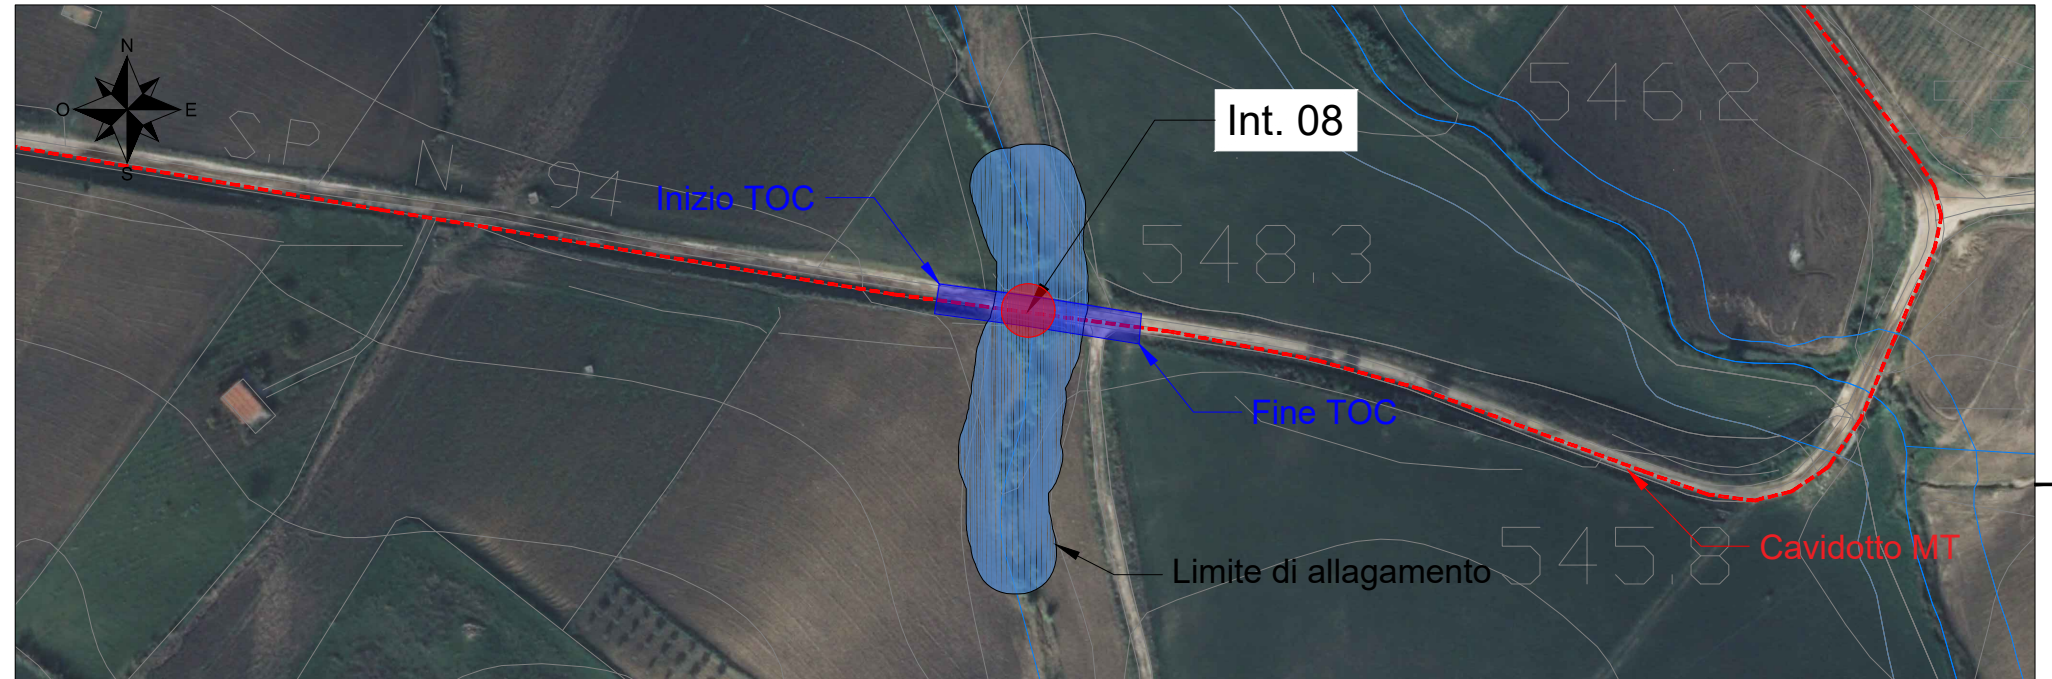 N
O
E
S
S.P. N. 94
546.2
Int. 08
Inizio TOC
548.3
Fine TOC
545.8
Cavidotto MT
Limite di allagamento